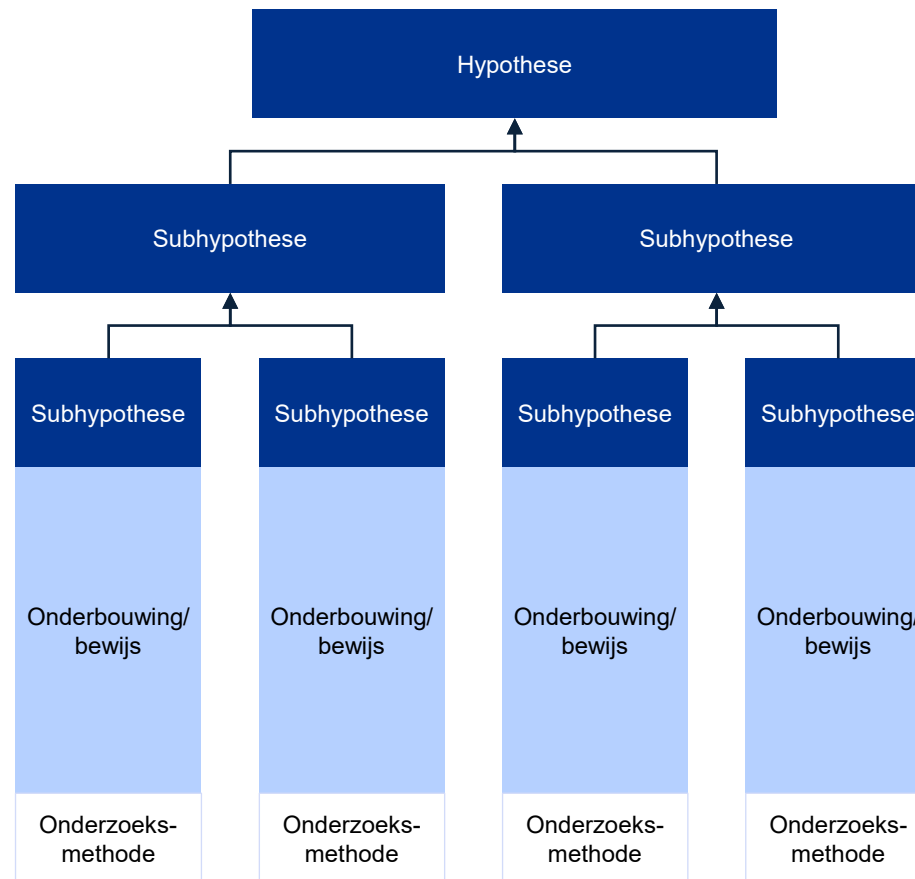 Hypothese
Subhypothese
Subhypothese
Subhypothese
Subhypothese
Subhypothese
Subhypothese
Onderbouwing/
bewijs
Onderbouwing/
bewijs
Onderbouwing/
bewijs
Onderbouwing/
bewijs
Onderzoeks-
methode
Onderzoeks-
methode
Onderzoeks-
methode
Onderzoeks-
methode